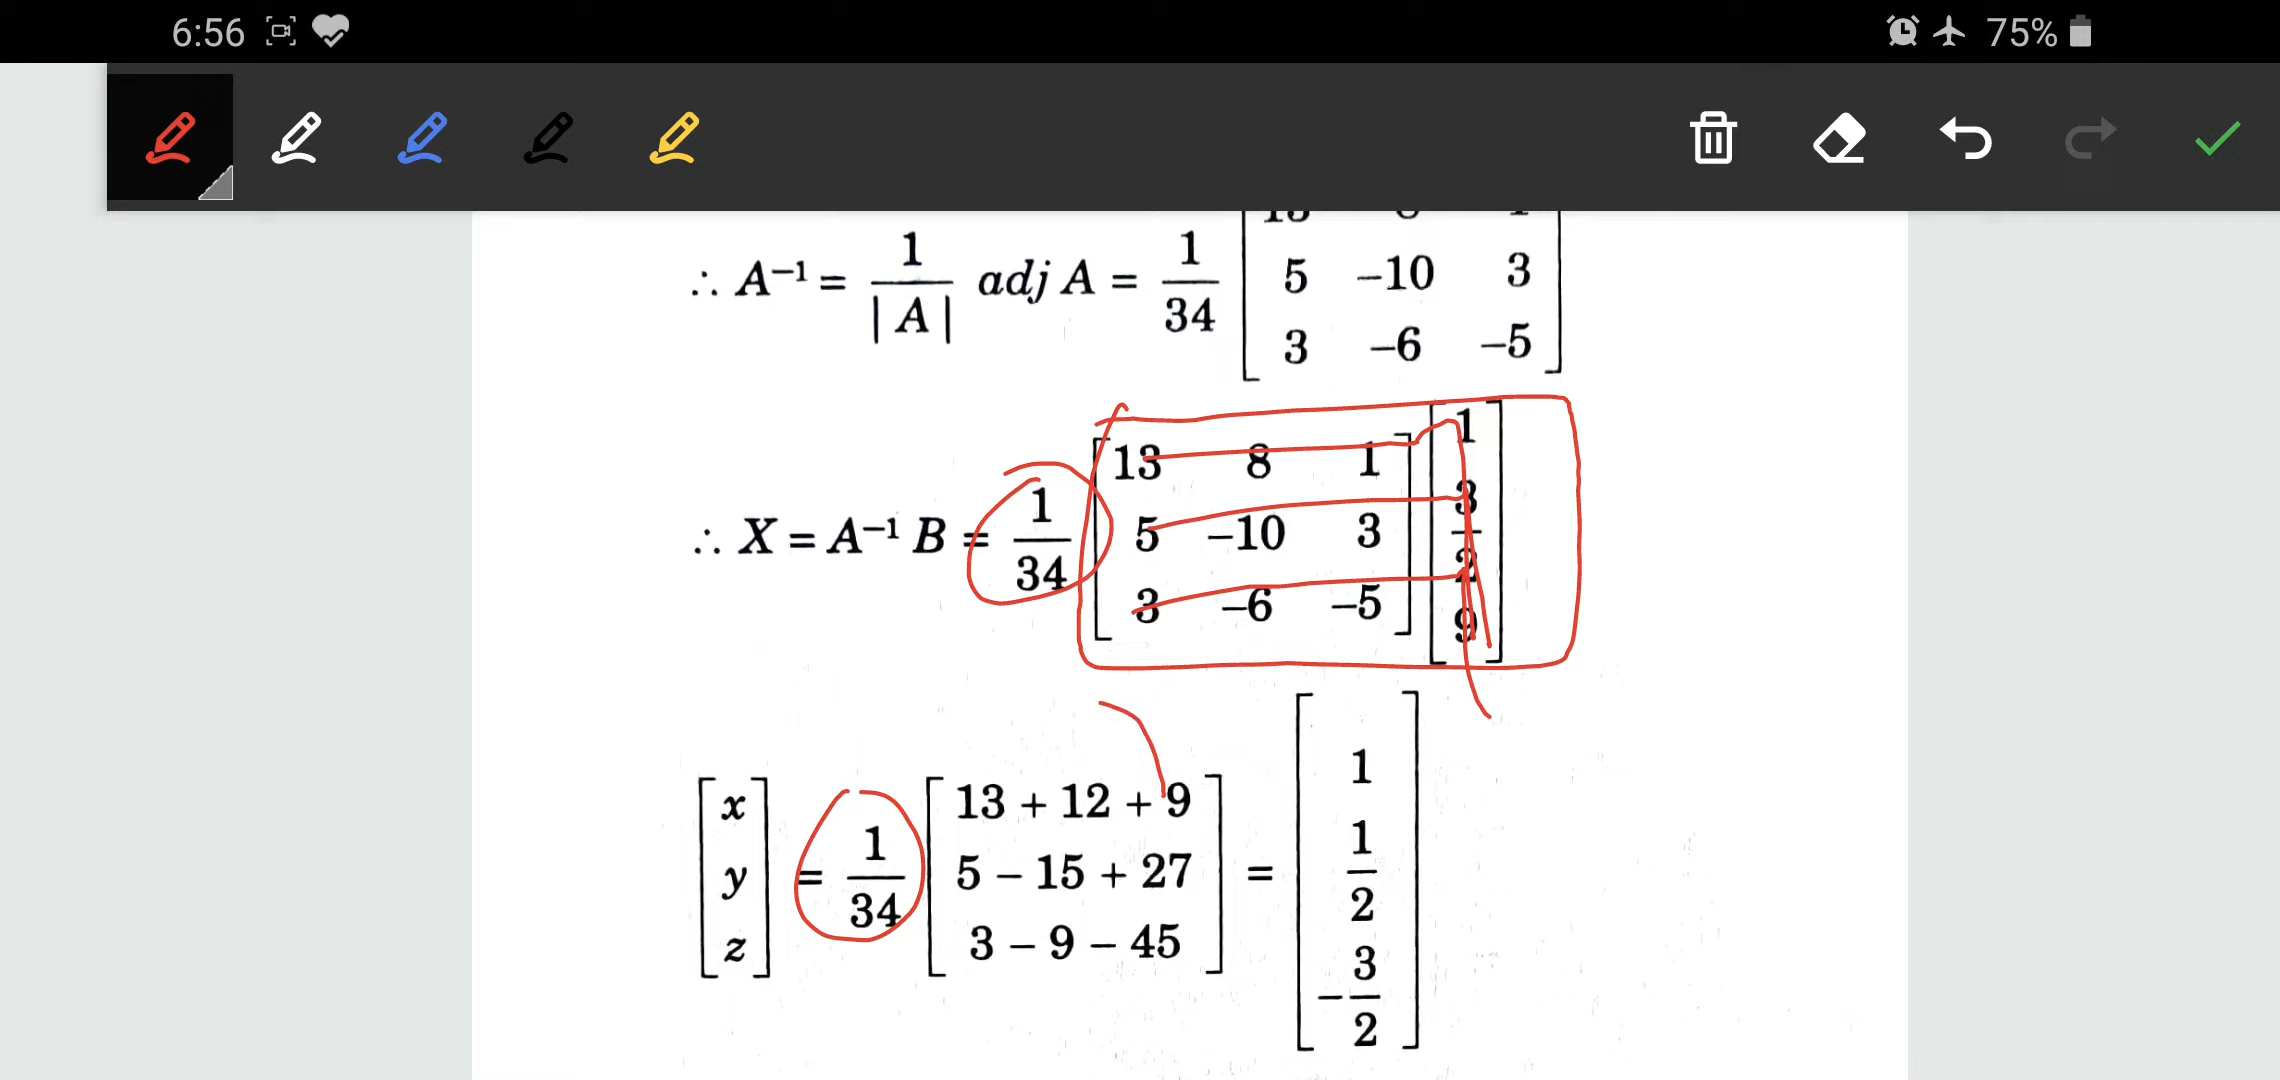 6:56 75%
∴ A⁻¹ = 1/|A| adj A = 1/34 [
5 −10 3
3 −6 −5 ]
∴ X = A⁻¹ B = 1/34 [ 13 8 1
5 −10 3
3 −6 −5 ] [ 1
3/2
9 ]
[ x
y
z ] = 1/34 [ 13 + 12 + 9
5 − 15 + 27
3 − 9 − 45 ] = [ 1
1/2
−3/2 ]